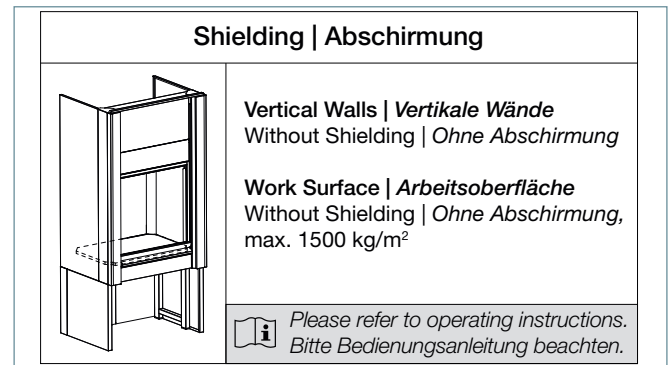 Shielding | Abschirmung
Vertical Walls | Vertikale Wände
Without Shielding | Ohne Abschirmung
Work Surface | Arbeitsoberfläche
Without Shielding | Ohne Abschirmung,
max. 1500 kg/m²
i
Please refer to operating instructions.
Bitte Bedienungsanleitung beachten.